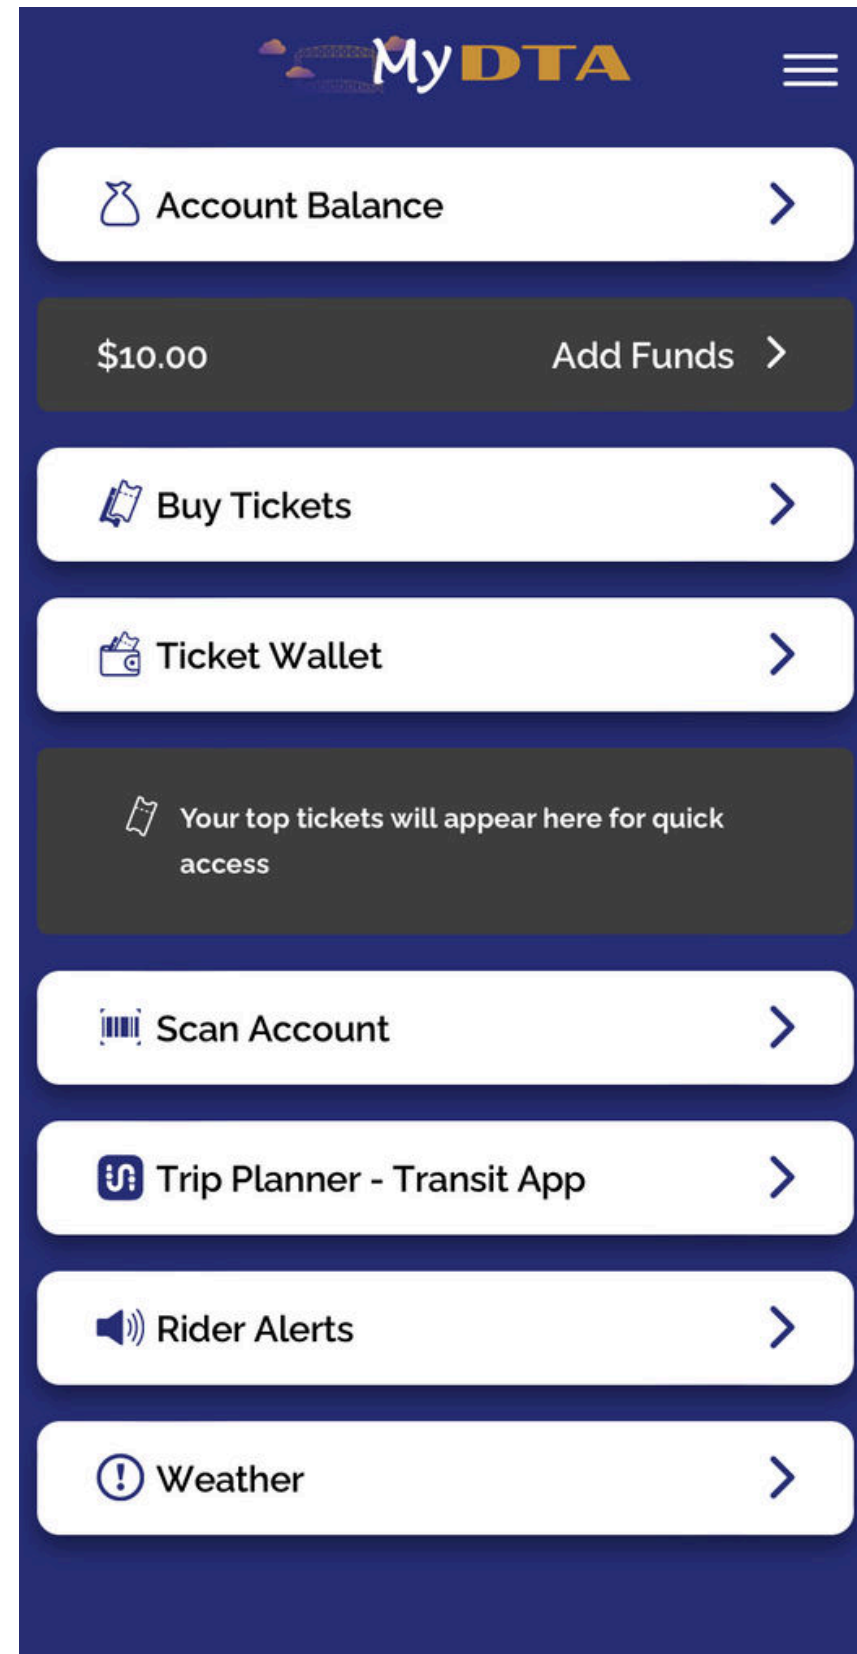 MyDTA
Account Balance
$10.00 Add Funds
Buy Tickets
Ticket Wallet
Your top tickets will appear here for quick
access
Scan Account
Trip Planner - Transit App
Rider Alerts
Weather